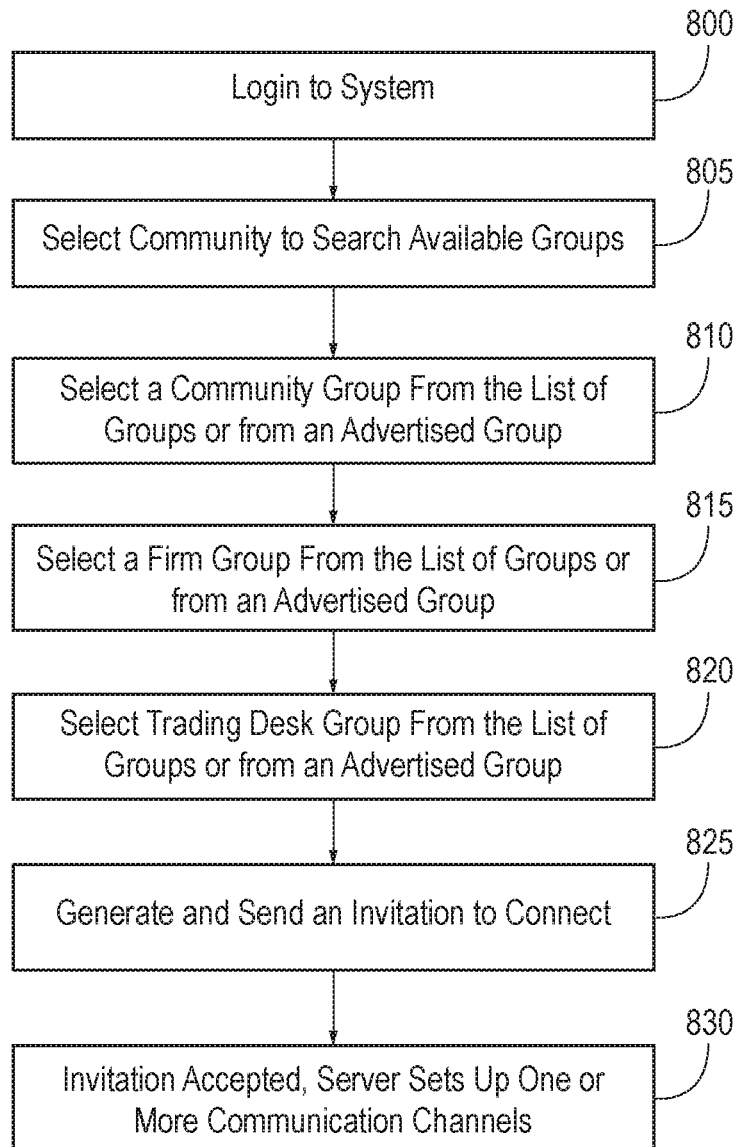 800
Login to System
805
Select Community to Search Available Groups
810
Select a Community Group From the List of
Groups or from an Advertised Group
815
Select a Firm Group From the List of Groups or
from an Advertised Group
820
Select Trading Desk Group From the List of
Groups or from an Advertised Group
825
Generate and Send an Invitation to Connect
830
Invitation Accepted, Server Sets Up One or
More Communication Channels